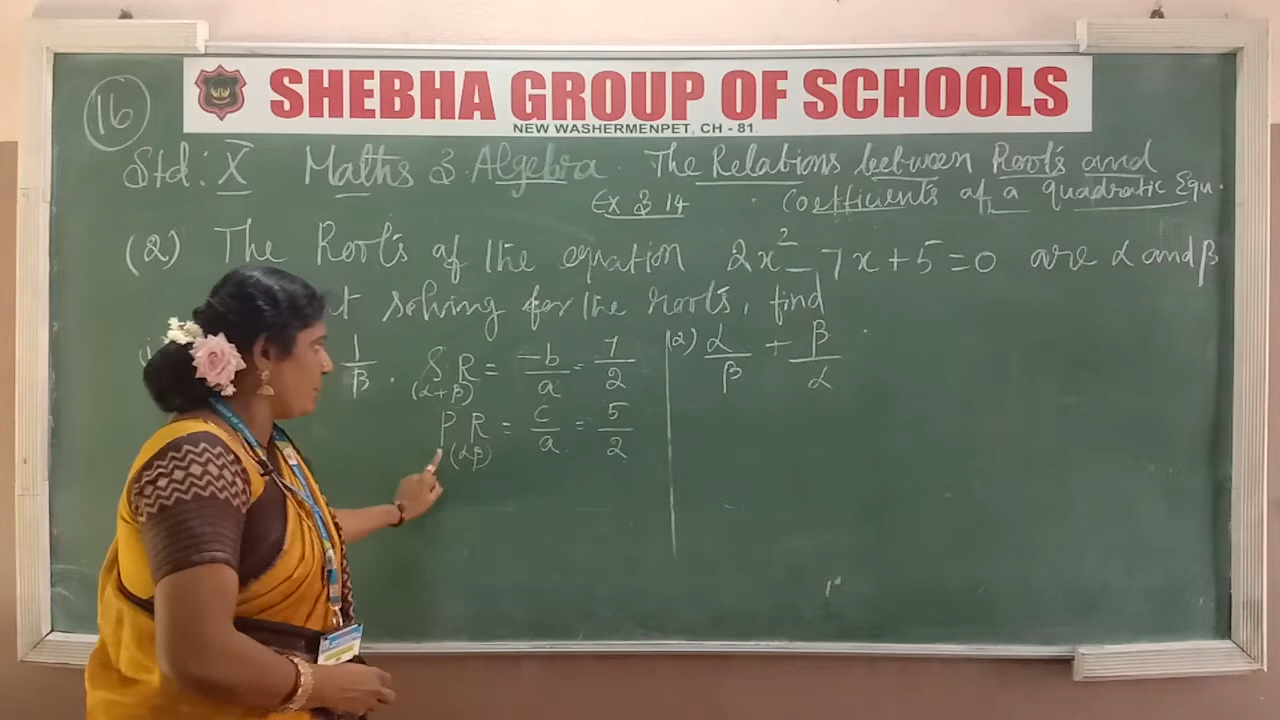 SHEBHA GROUP OF SCHOOLS
NEW WASHERMENPET, CH - 81.
16
Std: X Maths 3. Algebra. The Relations between Roots and
Ex 3.14 Coefficients of a quadratic Equ.
(2) The Roots of the equation 2x² - 7x + 5 = 0 are α and β
t solving for the roots, find
1/β. SR = -b/a = 7/2
(α+β)
PR = c/a = 5/2
(αβ)
(2) α/β + β/α